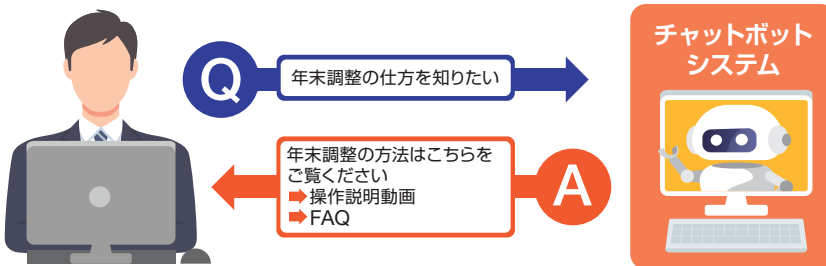 Q
年末調整の仕方を知りたい
チャットボット
システム
年末調整の方法はこちらを
ご覧ください
➡操作説明動画
➡FAQ
A